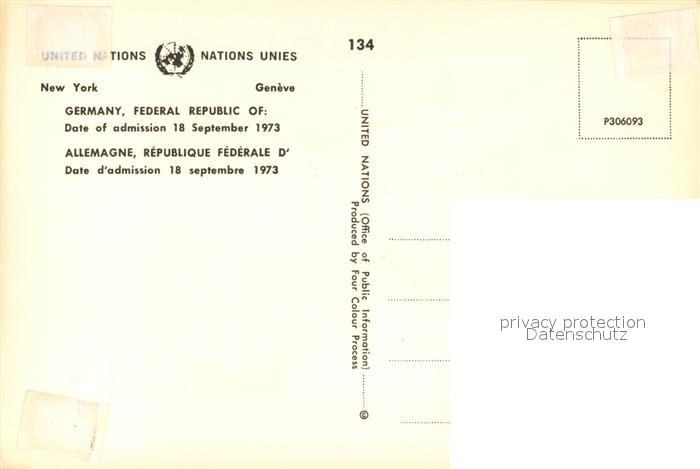 UNITED NATIONS NATIONS UNIES
New York Genève
GERMANY, FEDERAL REPUBLIC OF:
Date of admission 18 September 1973
ALLEMAGNE, RÉPUBLIQUE FÉDÉRALE D'
Date d'admission 18 septembre 1973
134
UNITED NATIONS (Office of Public Information)
Produced by Four Colour Process
©
P306093
privacy protection
Datenschutz